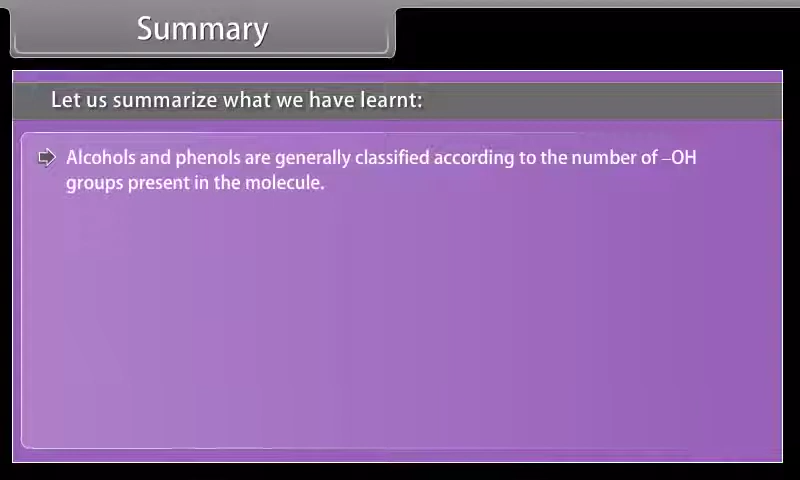 Summary
Let us summarize what we have learnt:
Alcohols and phenols are generally classified according to the number of –OH
groups present in the molecule.